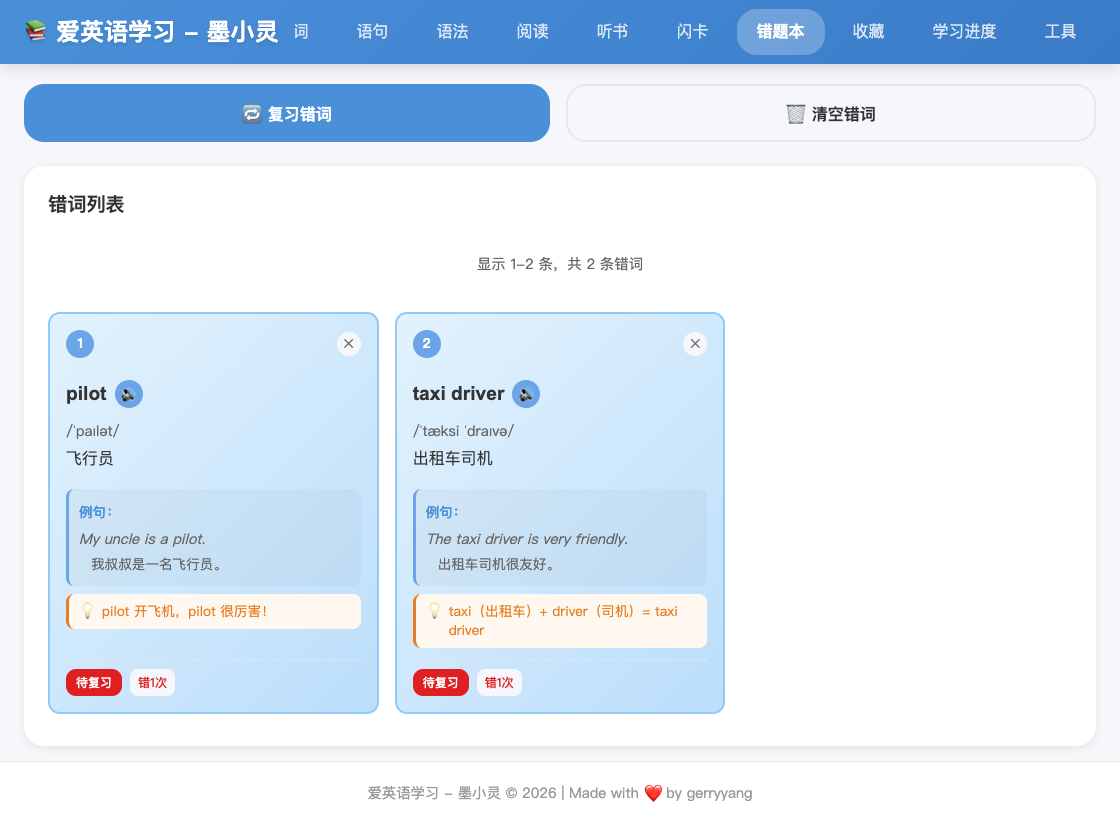 📚 爱英语学习 – 墨小灵 词 语句 语法 阅读 听书 闪卡 错题本 收藏 学习进度 工具
🔁 复习错词 🗑️ 清空错词
错词列表
显示 1–2 条，共 2 条错词
1 ×
pilot 🔊
/ˈpaɪlət/
飞行员
例句：
My uncle is a pilot.
我叔叔是一名飞行员。
💡 pilot 开飞机，pilot 很厉害！
待复习 错1次
2 ×
taxi driver 🔊
/ˈtæksi ˈdraɪvə/
出租车司机
例句：
The taxi driver is very friendly.
出租车司机很友好。
💡 taxi（出租车）+ driver（司机）= taxi
driver
待复习 错1次
爱英语学习 – 墨小灵 © 2026 | Made with ❤️ by gerryyang